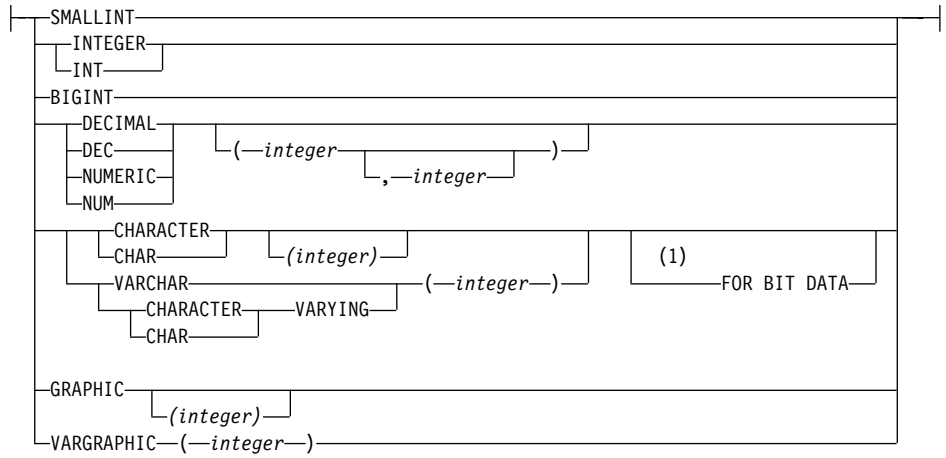 SMALLINT
INTEGER
INT
BIGINT
DECIMAL
DEC ( integer )
NUMERIC , integer
NUM
CHARACTER
CHAR (integer) (1)
VARCHAR ( integer ) FOR BIT DATA
CHARACTER VARYING
CHAR
GRAPHIC
(integer)
VARGRAPHIC ( integer )